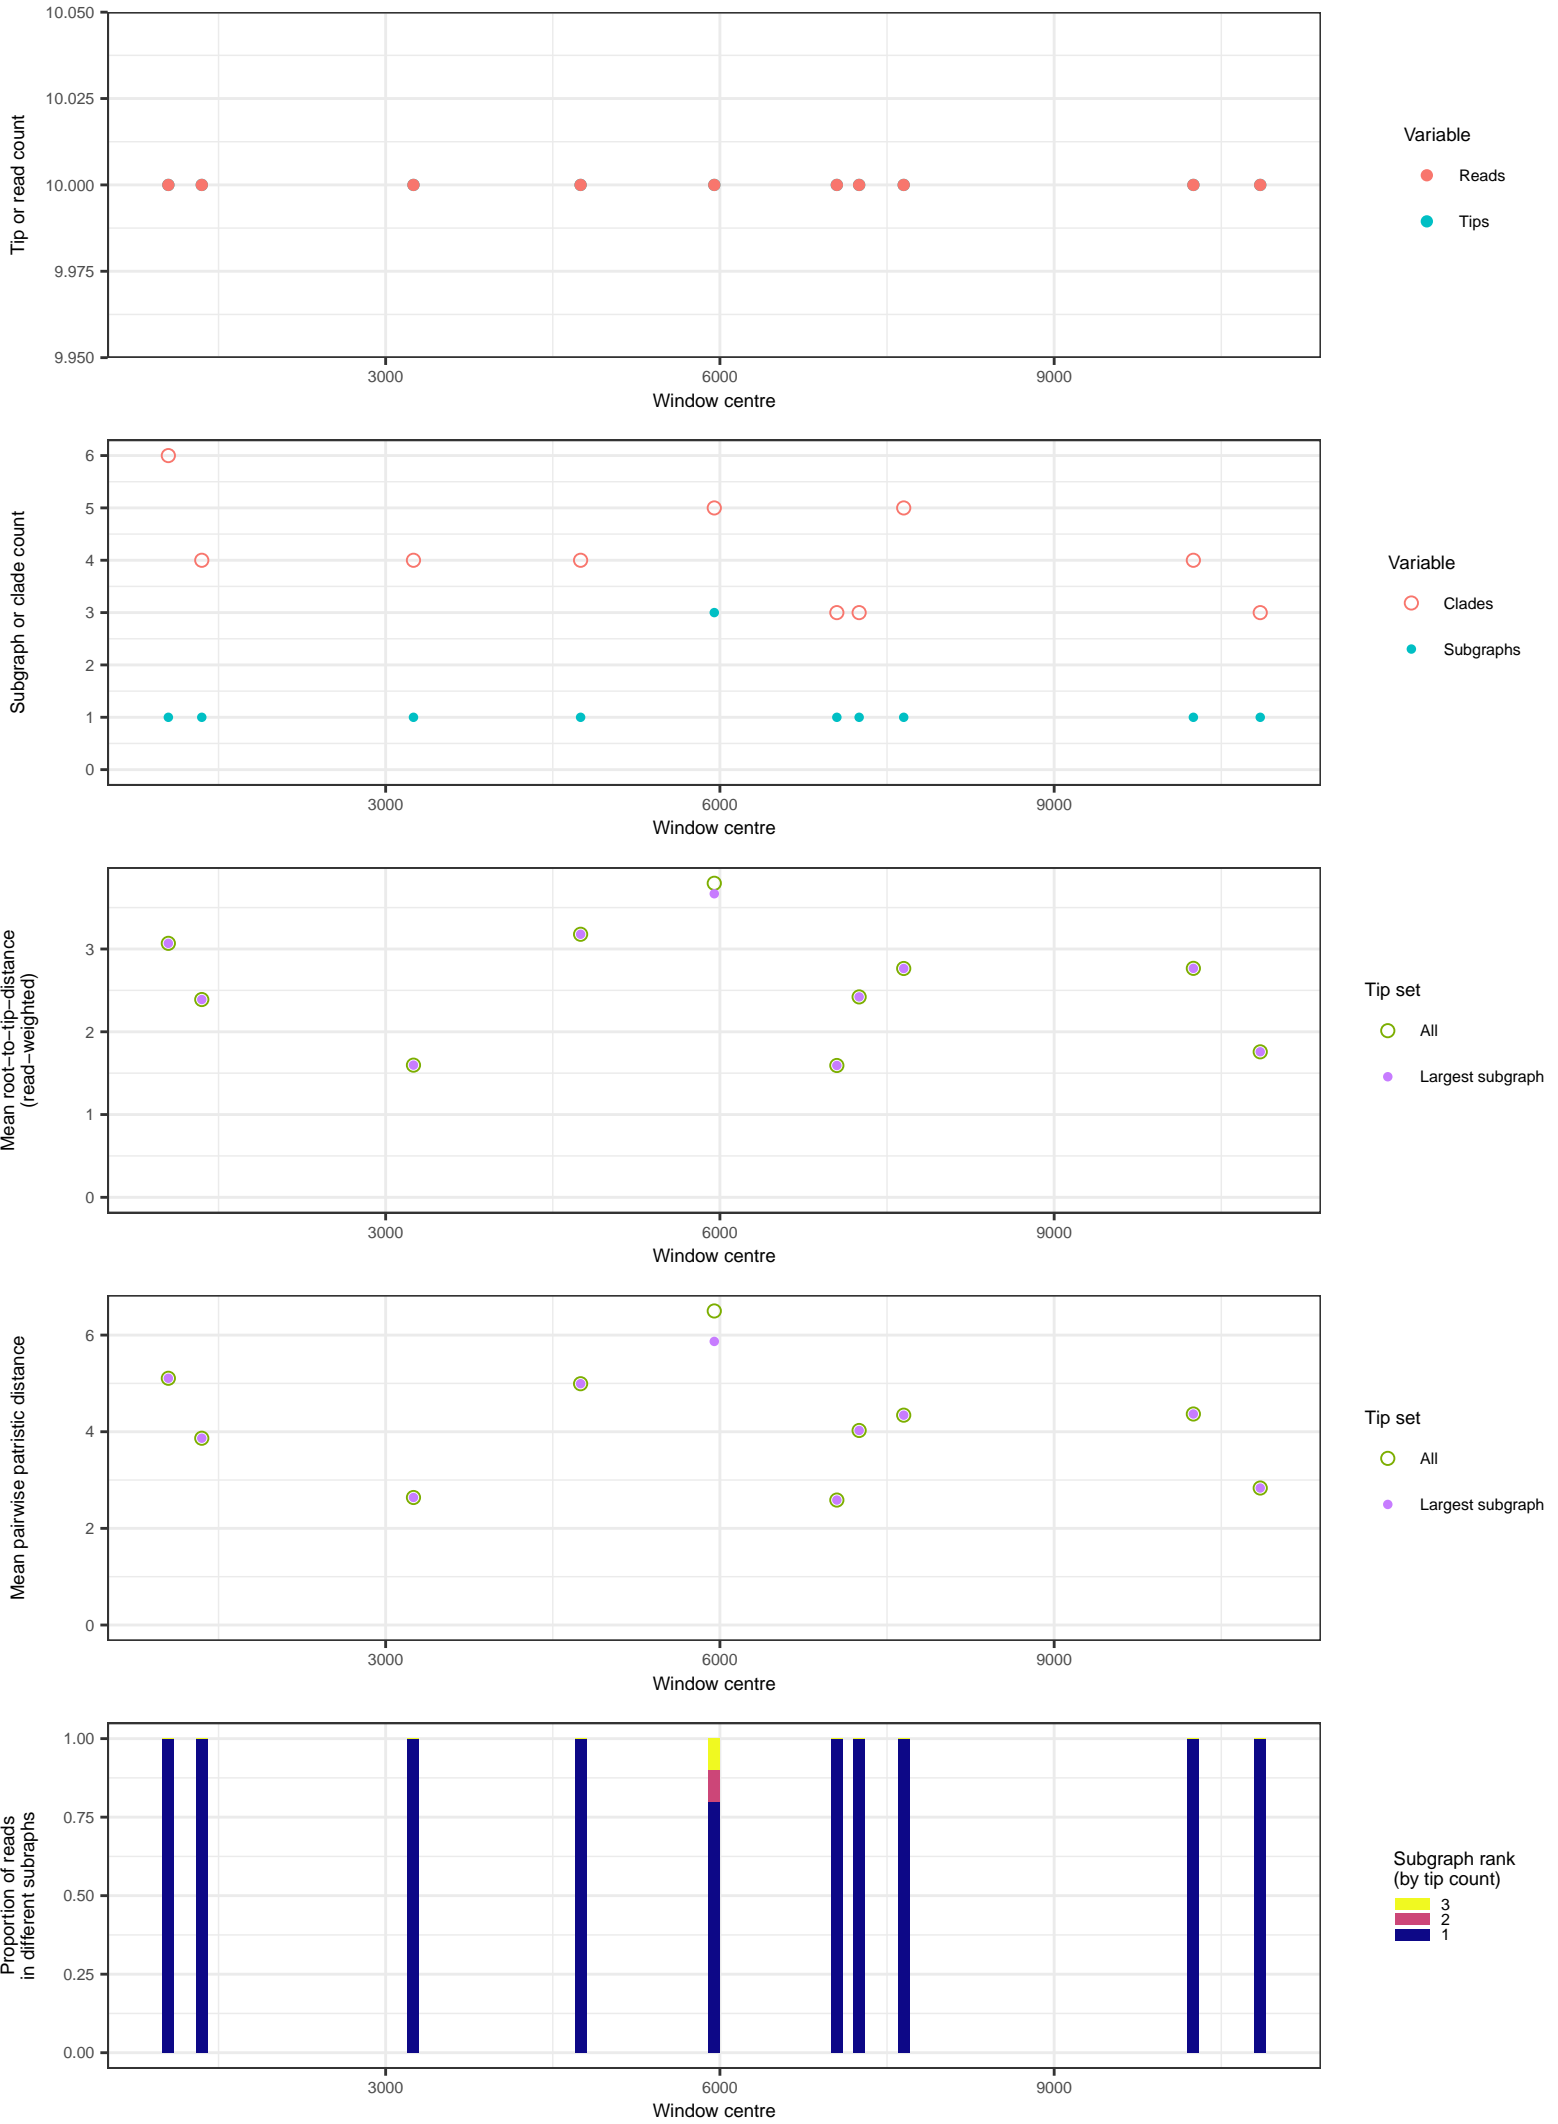 10.050
10.025
10.000
9.975
9.950
Tip or read count
3000 6000 9000
Window centre
Variable
Reads
Tips
6
5
4
3
2
1
0
Subgraph or clade count
3000 6000 9000
Window centre
Variable
Clades
Subgraphs
3
2
1
0
Mean root−to−tip−distance
(read−weighted)
3000 6000 9000
Window centre
Tip set
All
Largest subgraph
6
4
2
0
Mean pairwise patristic distance
3000 6000 9000
Window centre
Tip set
All
Largest subgraph
1.00
0.75
0.50
0.25
0.00
Proportion of reads
in different subraphs
3000 6000 9000
Window centre
Subgraph rank
(by tip count)
3
2
1